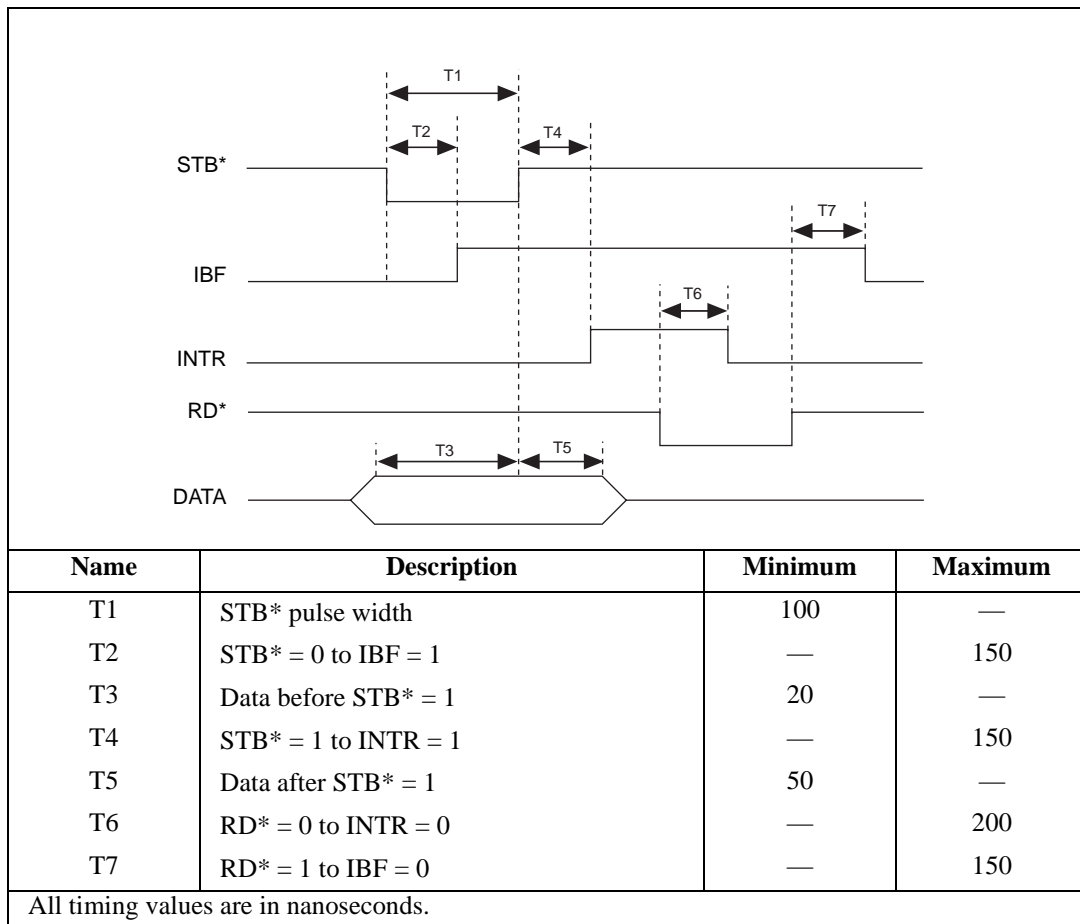 T1
T2 T4
STB*
T7
IBF
T6
INTR
RD*
T3 T5
DATA
Name Description Minimum Maximum
T1 STB* pulse width 100 —
T2 STB* = 0 to IBF = 1 — 150
T3 Data before STB* = 1 20 —
T4 STB* = 1 to INTR = 1 — 150
T5 Data after STB* = 1 50 —
T6 RD* = 0 to INTR = 0 — 200
T7 RD* = 1 to IBF = 0 — 150
All timing values are in nanoseconds.